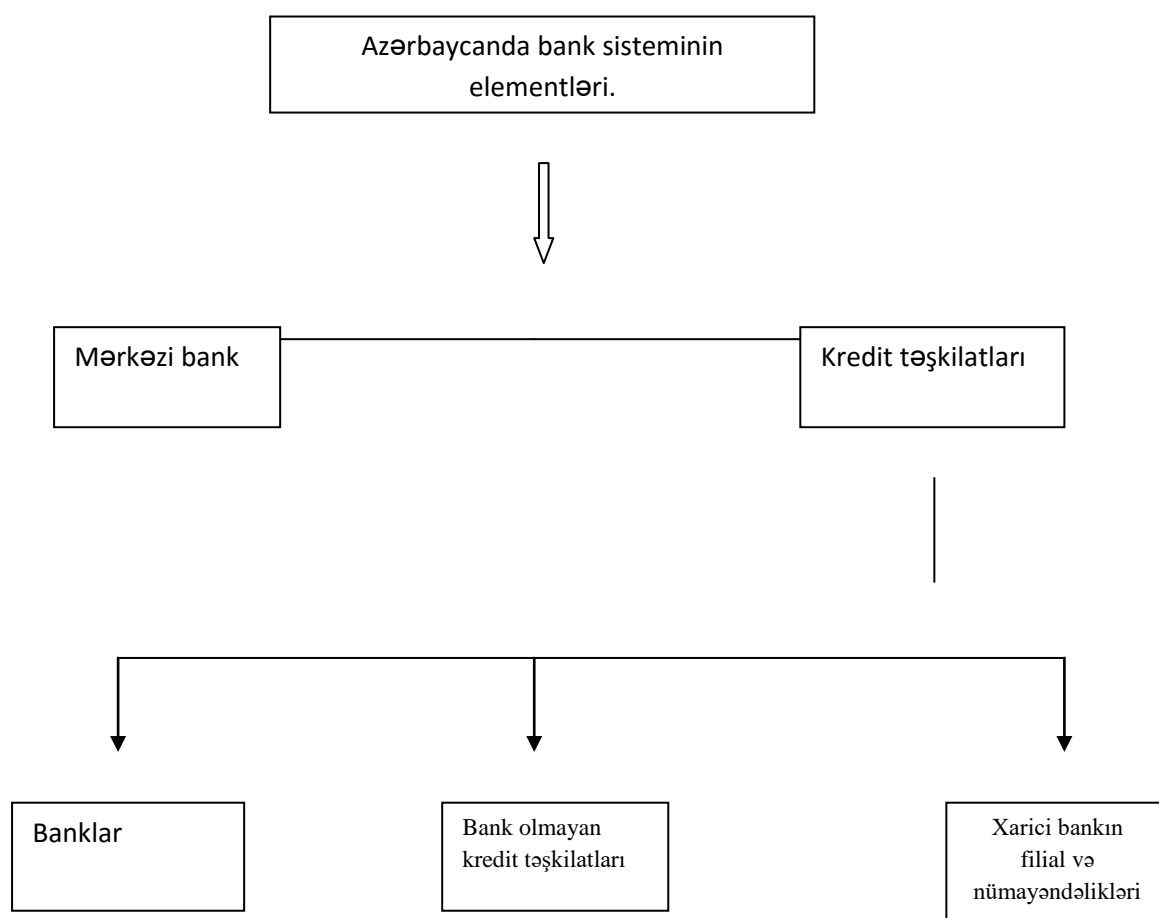 Azərbaycanda bank sisteminin
elementləri.
Mərkəzi bank
Kredit təşkilatları
Banklar
Bank olmayan
kredit təşkilatları
Xarici bankın
filial və
nümayəndəlikləri